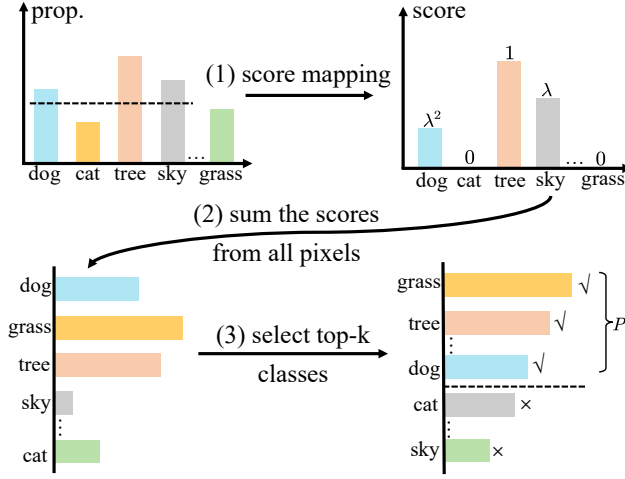 prop.
dog cat tree sky ... grass
(1) score mapping
score
λ² 0 1 λ ... 0
dog cat tree sky grass
(2) sum the scores
from all pixels
dog
grass
tree
sky
⋮
cat
(3) select top-k
classes
grass √
tree √
⋮
dog √
P
cat ×
⋮
sky ×